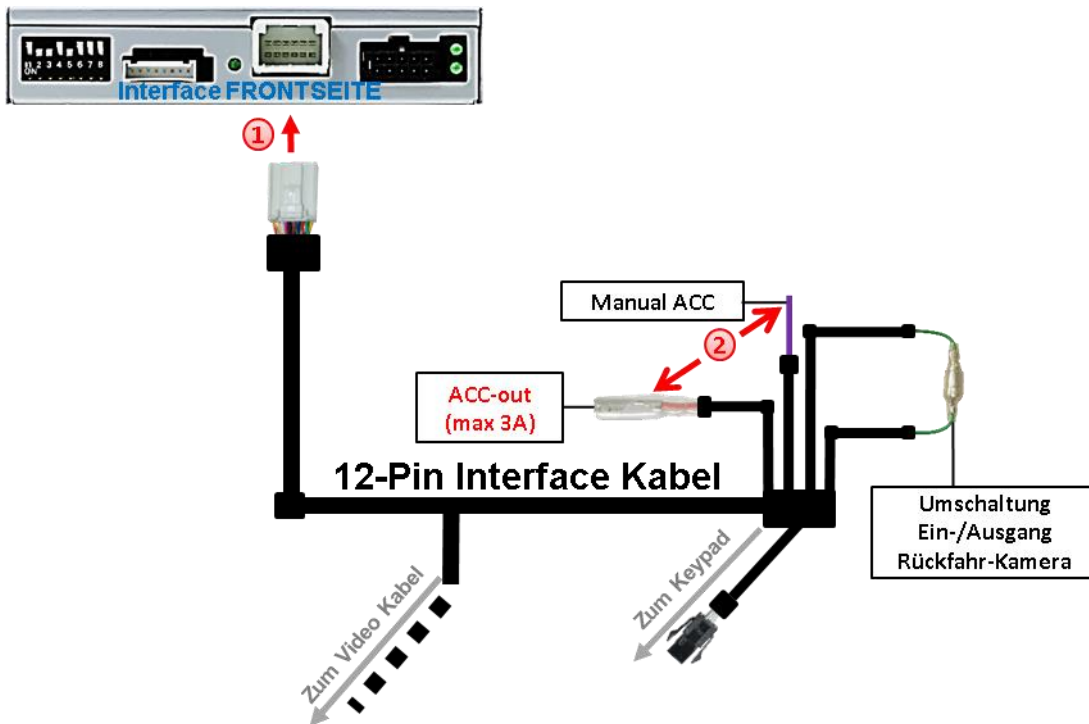 1 2 3 4 5 6 7 8
ON
Interface FRONTSEITE
1
Manual ACC
2
ACC-out
(max 3A)
12-Pin Interface Kabel
Umschaltung
Ein-/Ausgang
Rückfahr-Kamera
Zum Video Kabel
Zum Keypad